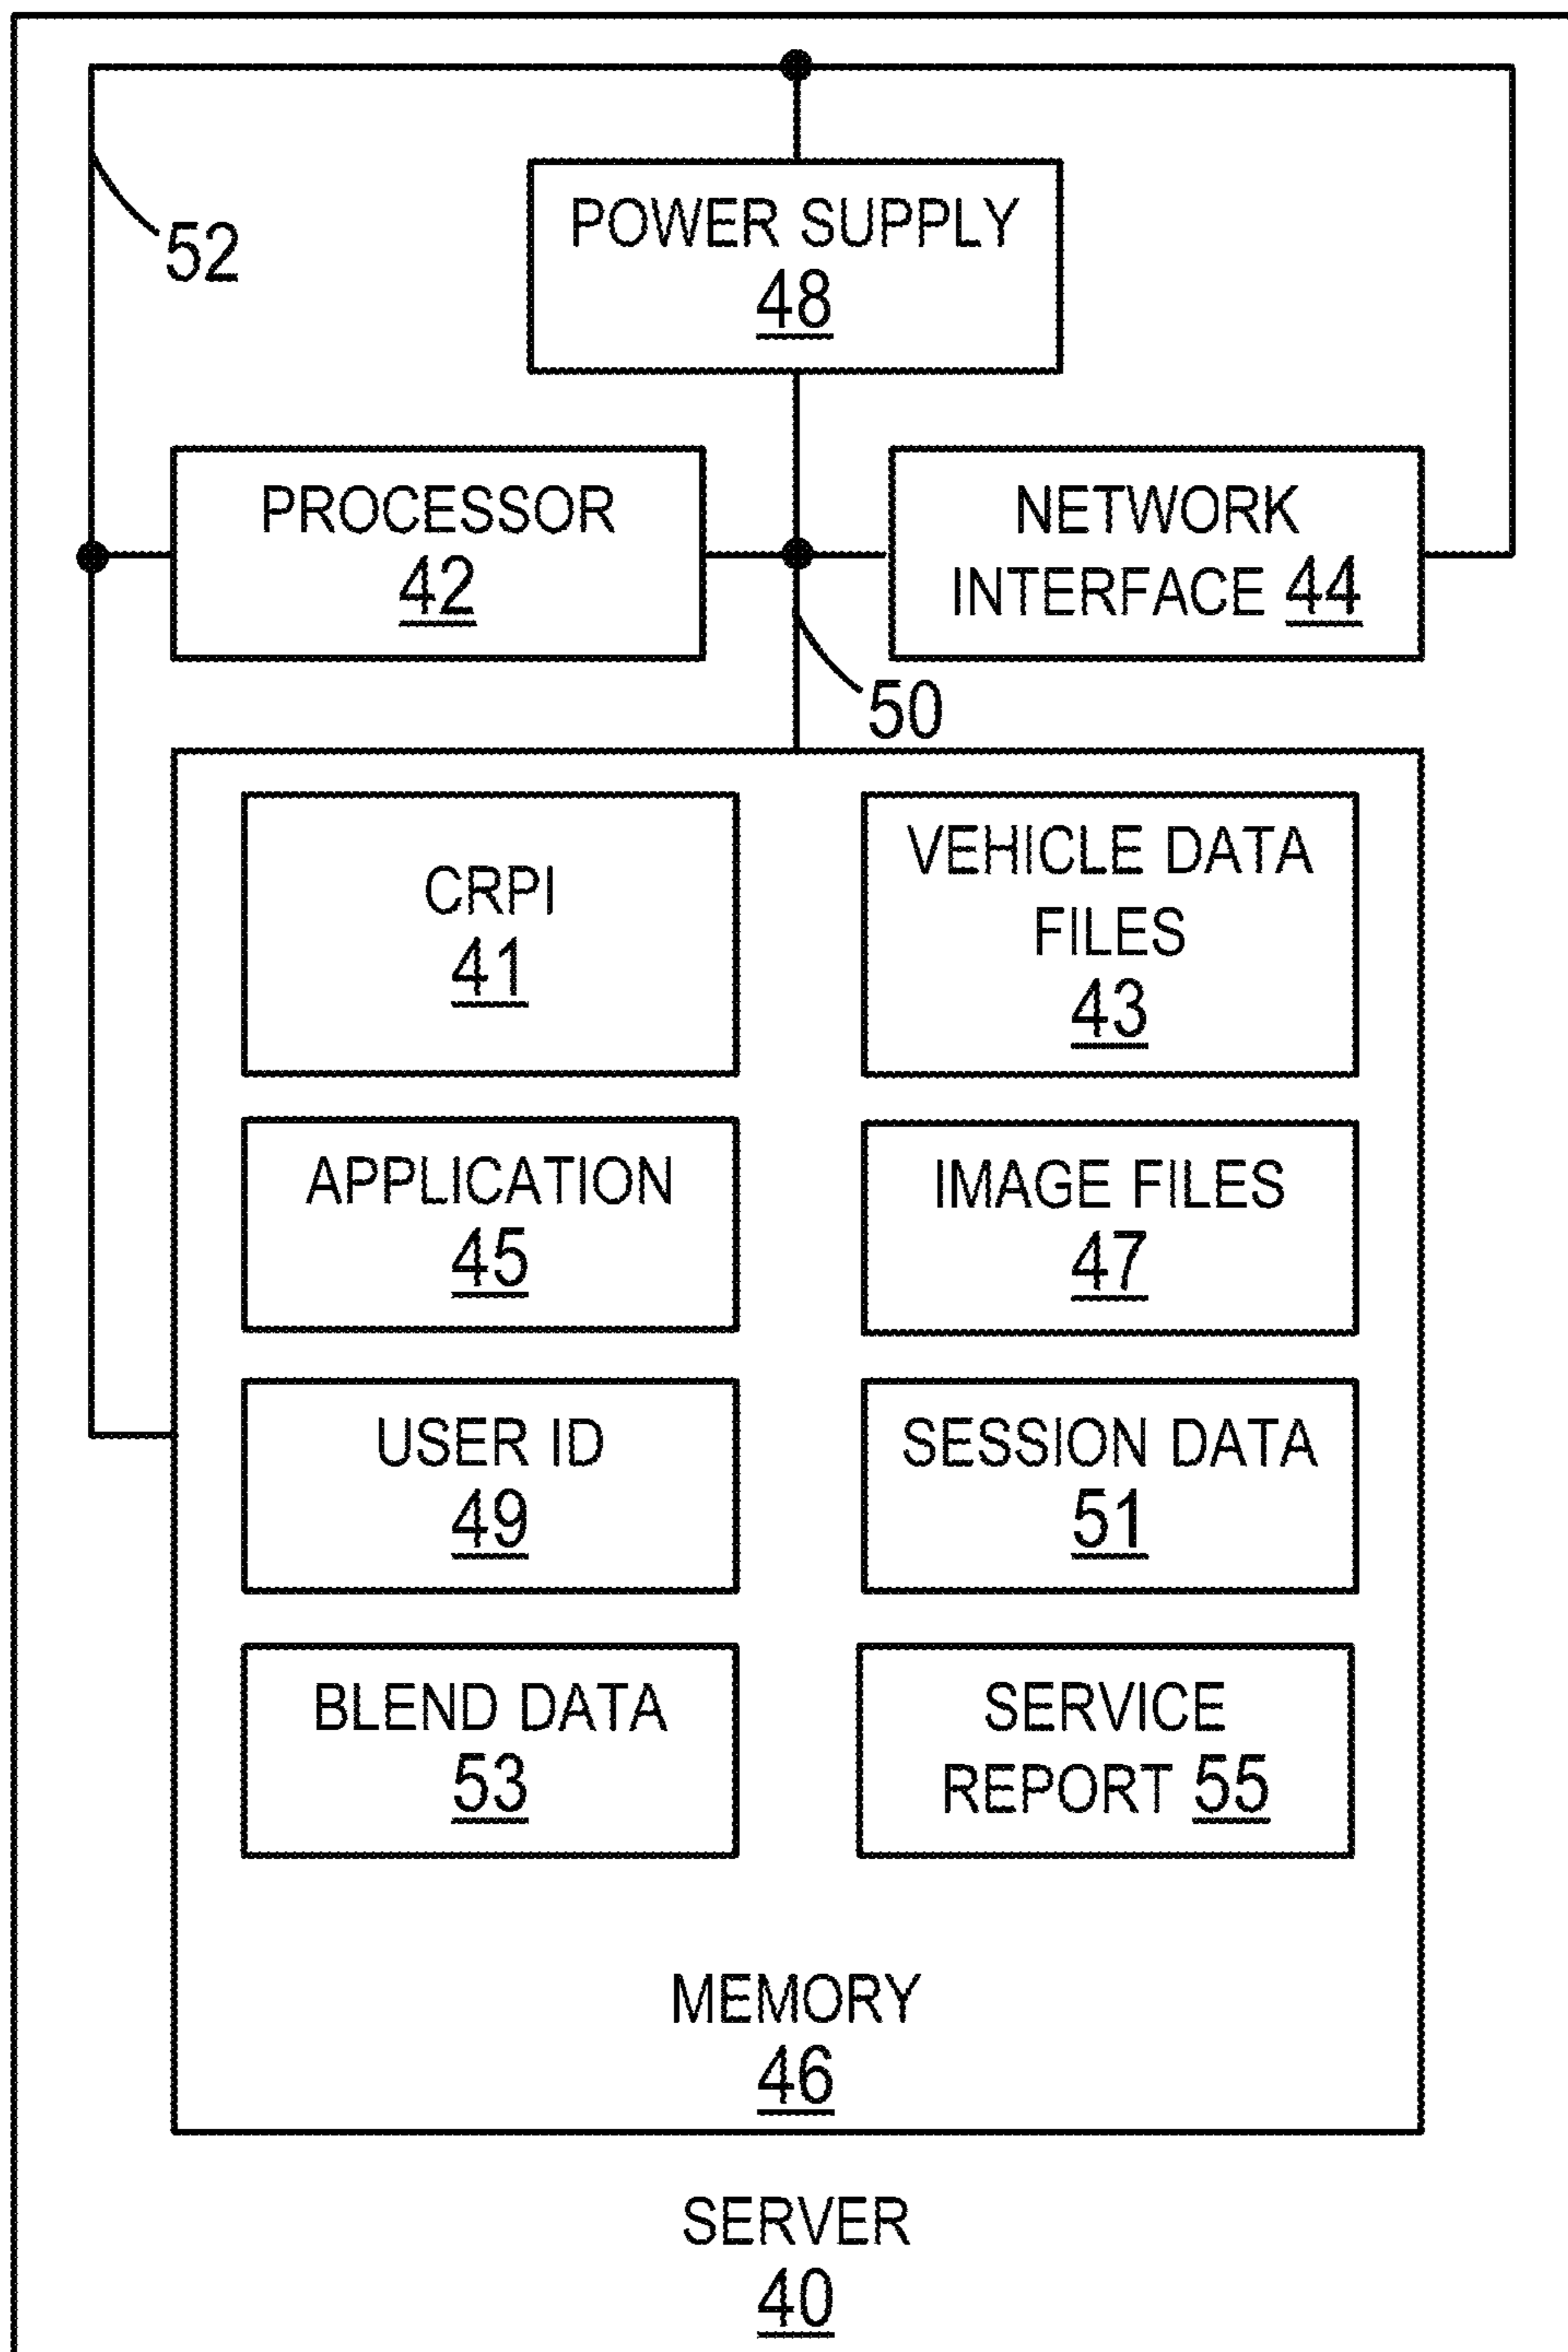 52
POWER SUPPLY
48
PROCESSOR
42
NETWORK
INTERFACE 44
50
CRPI
41
VEHICLE DATA
FILES
43
APPLICATION
45
IMAGE FILES
47
USER ID
49
SESSION DATA
51
BLEND DATA
53
SERVICE
REPORT 55
MEMORY
46
SERVER
40